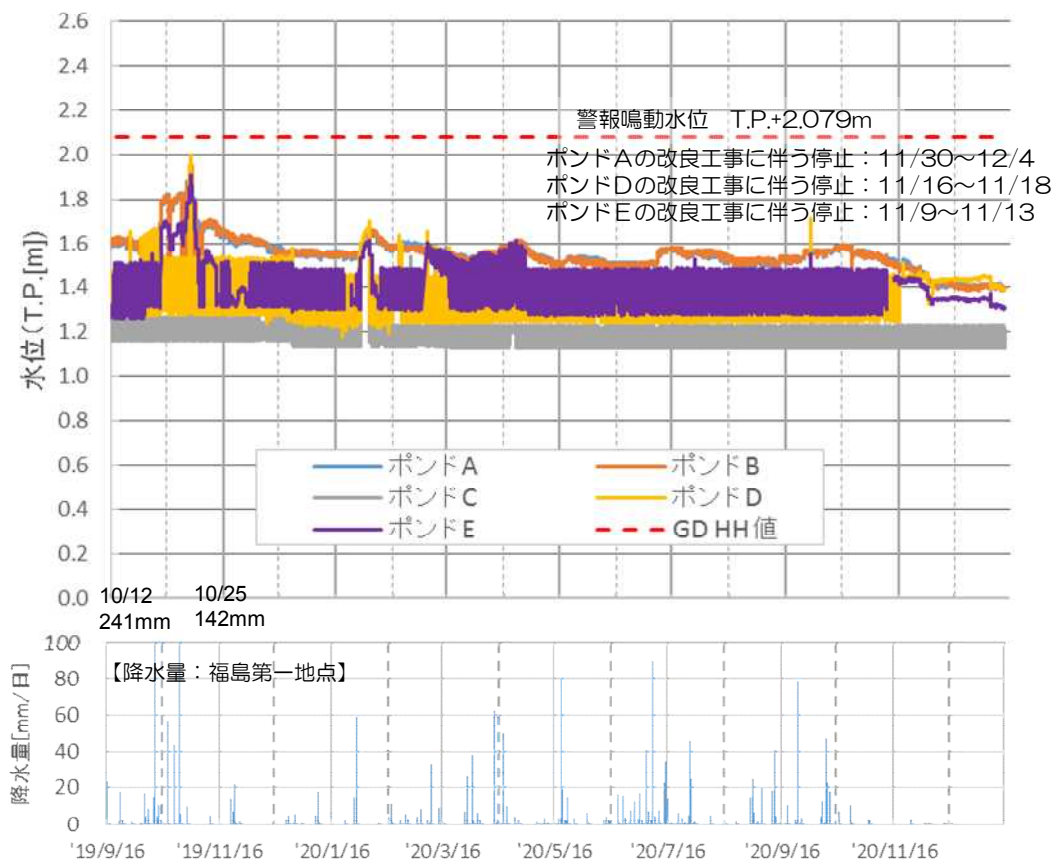 2.6
2.4
2.2
2.0
1.8
1.6
1.4
1.2
1.0
0.8
0.6
0.4
0.2
0.0
水位(T.P.[m])
警報鳴動水位 T.P.+2.079m
ポンドAの改良工事に伴う停止：11/30～12/4
ポンドDの改良工事に伴う停止：11/16～11/18
ポンドEの改良工事に伴う停止：11/9～11/13
ポンドA ポンドB
ポンドC ポンドD
ポンドE GD HH値
10/12 10/25
241mm 142mm
【降水量：福島第一地点】
降水量[mm/日]
100
80
60
40
20
0
'19/9/16 '19/11/16 '20/1/16 '20/3/16 '20/5/16 '20/7/16 '20/9/16 '20/11/16